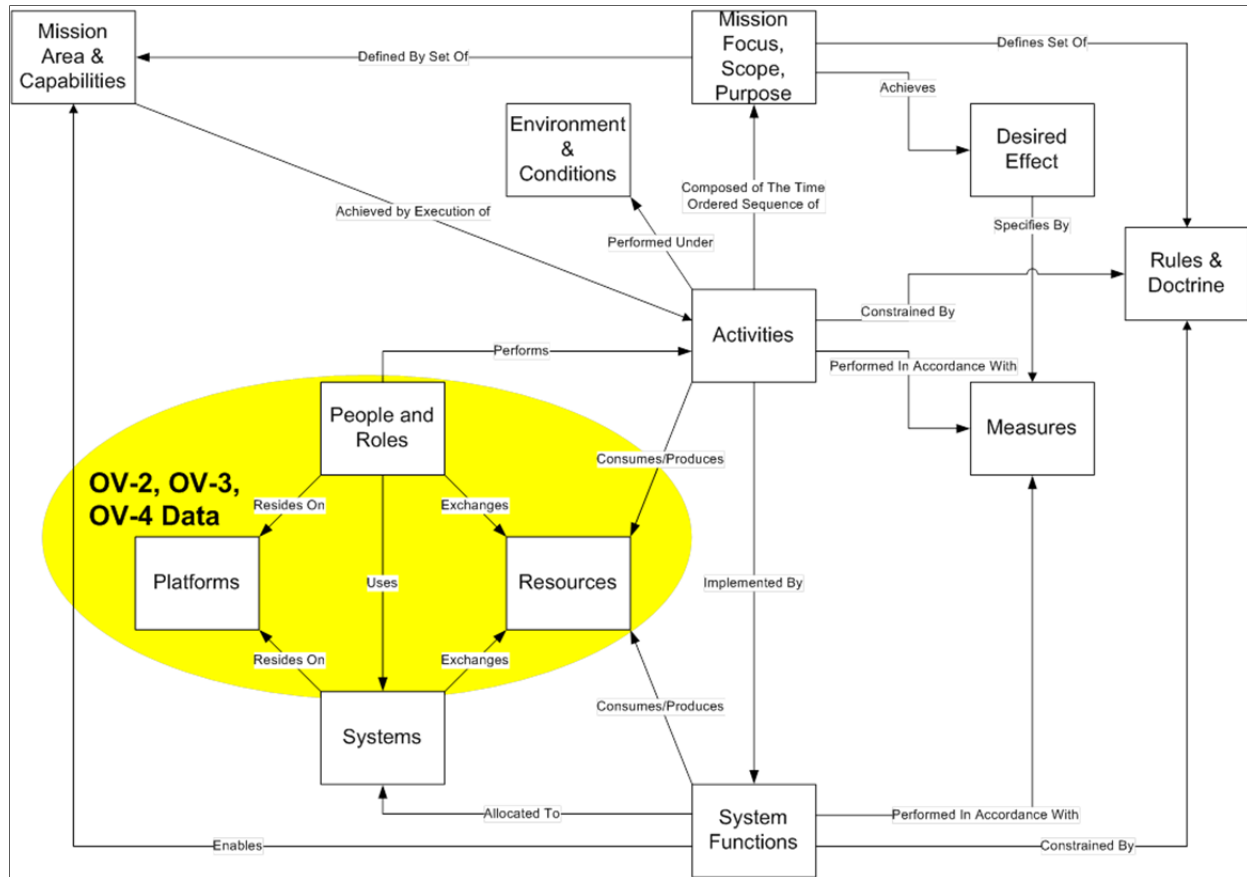 Mission
Area &
Capabilities
Defined By Set Of
Mission
Focus,
Scope,
Purpose
Defines Set Of
Achieves
Environment
&
Conditions
Desired
Effect
Achieved by Execution of
Composed of The Time
Ordered Sequence of
Performed Under
Specifies By
Rules &
Doctrine
Activities
Constrained By
Performs
Performed In Accordance With
People and
Roles
Measures
Consumes/Produces
OV-2, OV-3,
OV-4 Data
Resides On
Exchanges
Platforms
Uses
Resources
Implemented By
Resides On
Exchanges
Consumes/Produces
Systems
Allocated To
System
Functions
Performed In Accordance With
Enables
Constrained By